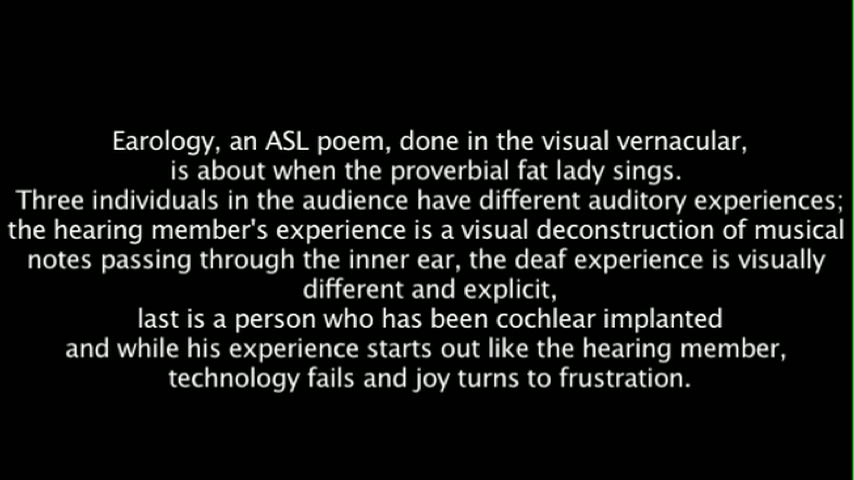 Earology, an ASL poem, done in the visual vernacular,
is about when the proverbial fat lady sings.
Three individuals in the audience have different auditory experiences;
the hearing member's experience is a visual deconstruction of musical
notes passing through the inner ear, the deaf experience is visually
different and explicit,
last is a person who has been cochlear implanted
and while his experience starts out like the hearing member,
technology fails and joy turns to frustration.